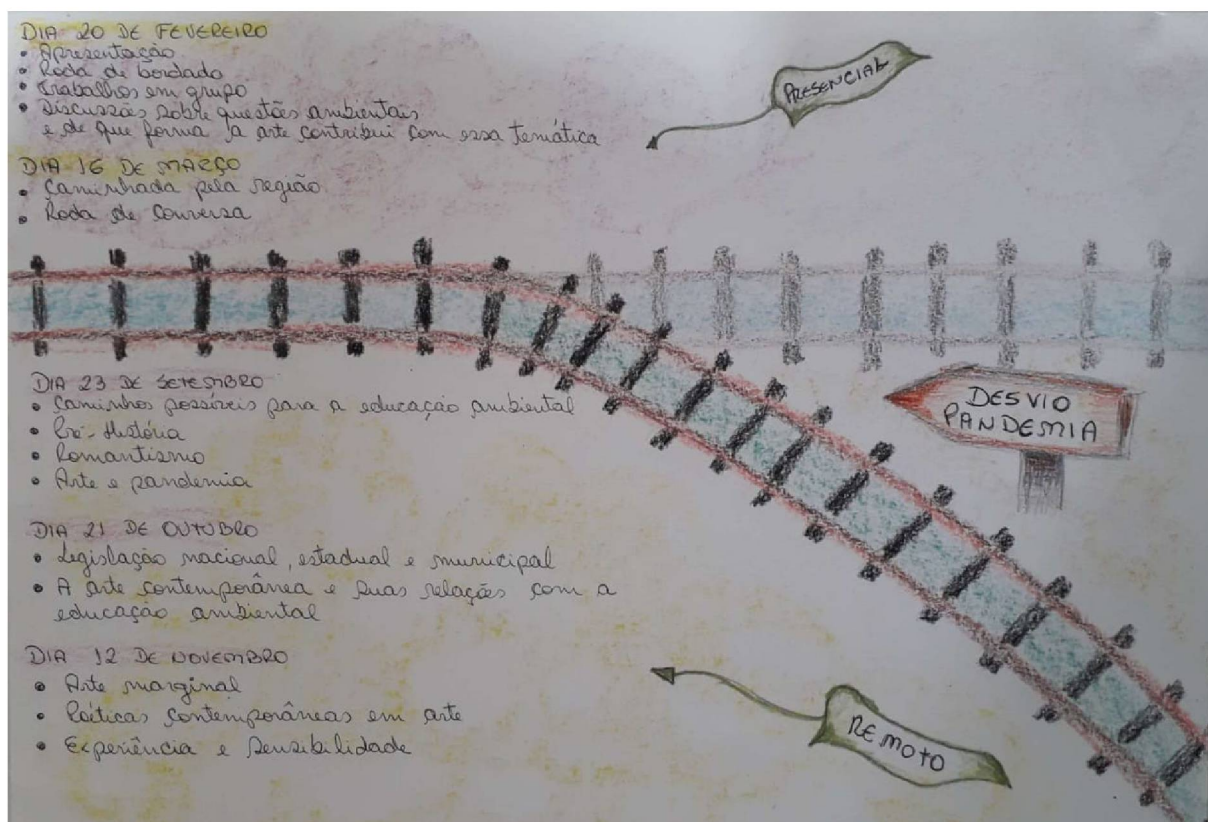 DIA 20 DE FEVEREIRO
• Apresentação
• Roda de bordado
• Trabalhos em grupo
• Discussões sobre questões ambientais
e de que forma a arte contribui com essa temática
PRESENCIAL
DIA 16 DE MARÇO
• Caminhada pela região
• Roda de conversa
DIA 23 DE SETEMBRO
• Caminhos possíveis para a educação ambiental
• Pré-História
• Romantismo
• Arte e pandemia
DESVIO
PANDEMIA
DIA 21 DE OUTUBRO
• Legislação nacional, estadual e municipal
• A arte contemporânea e suas relações com a
educação ambiental
DIA 12 DE NOVEMBRO
• Arte marginal
• Poéticas contemporâneas em arte
• Experiência e sensibilidade
REMOTO